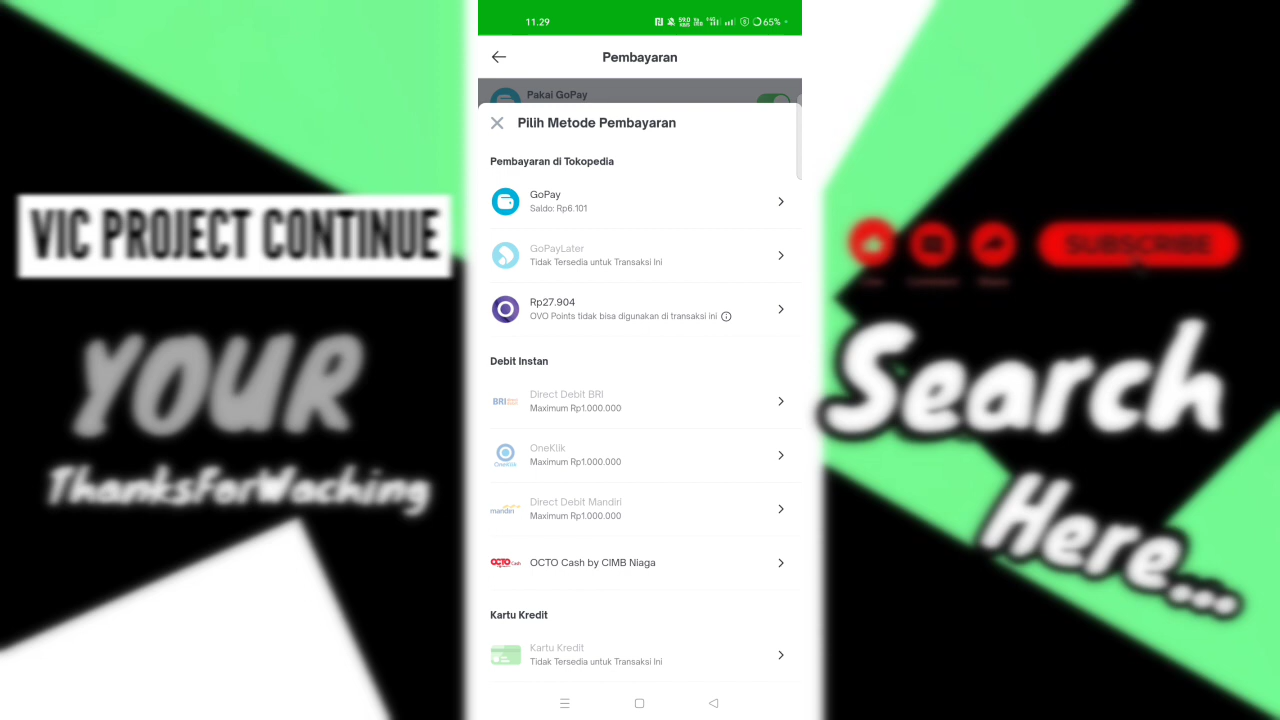 11.29
65%
Pembayaran
Pakai GoPay
Pilih Metode Pembayaran
Pembayaran di Tokopedia
GoPay
Saldo: Rp6.101
GoPayLater
Tidak Tersedia untuk Transaksi Ini
Rp27.904
OVO Points tidak bisa digunakan di transaksi ini
Debit Instan
BRI
Direct Debit BRI
Maximum Rp1.000.000
OneKlik
OneKlik
Maximum Rp1.000.000
mandiri
Direct Debit Mandiri
Maximum Rp1.000.000
OCTO Cash
OCTO Cash by CIMB Niaga
Kartu Kredit
Kartu Kredit
Tidak Tersedia untuk Transaksi Ini
VIC PROJECT CONTINUE
YOUR
ThanksForWaching
SUBSCRIBE
Search
Here...